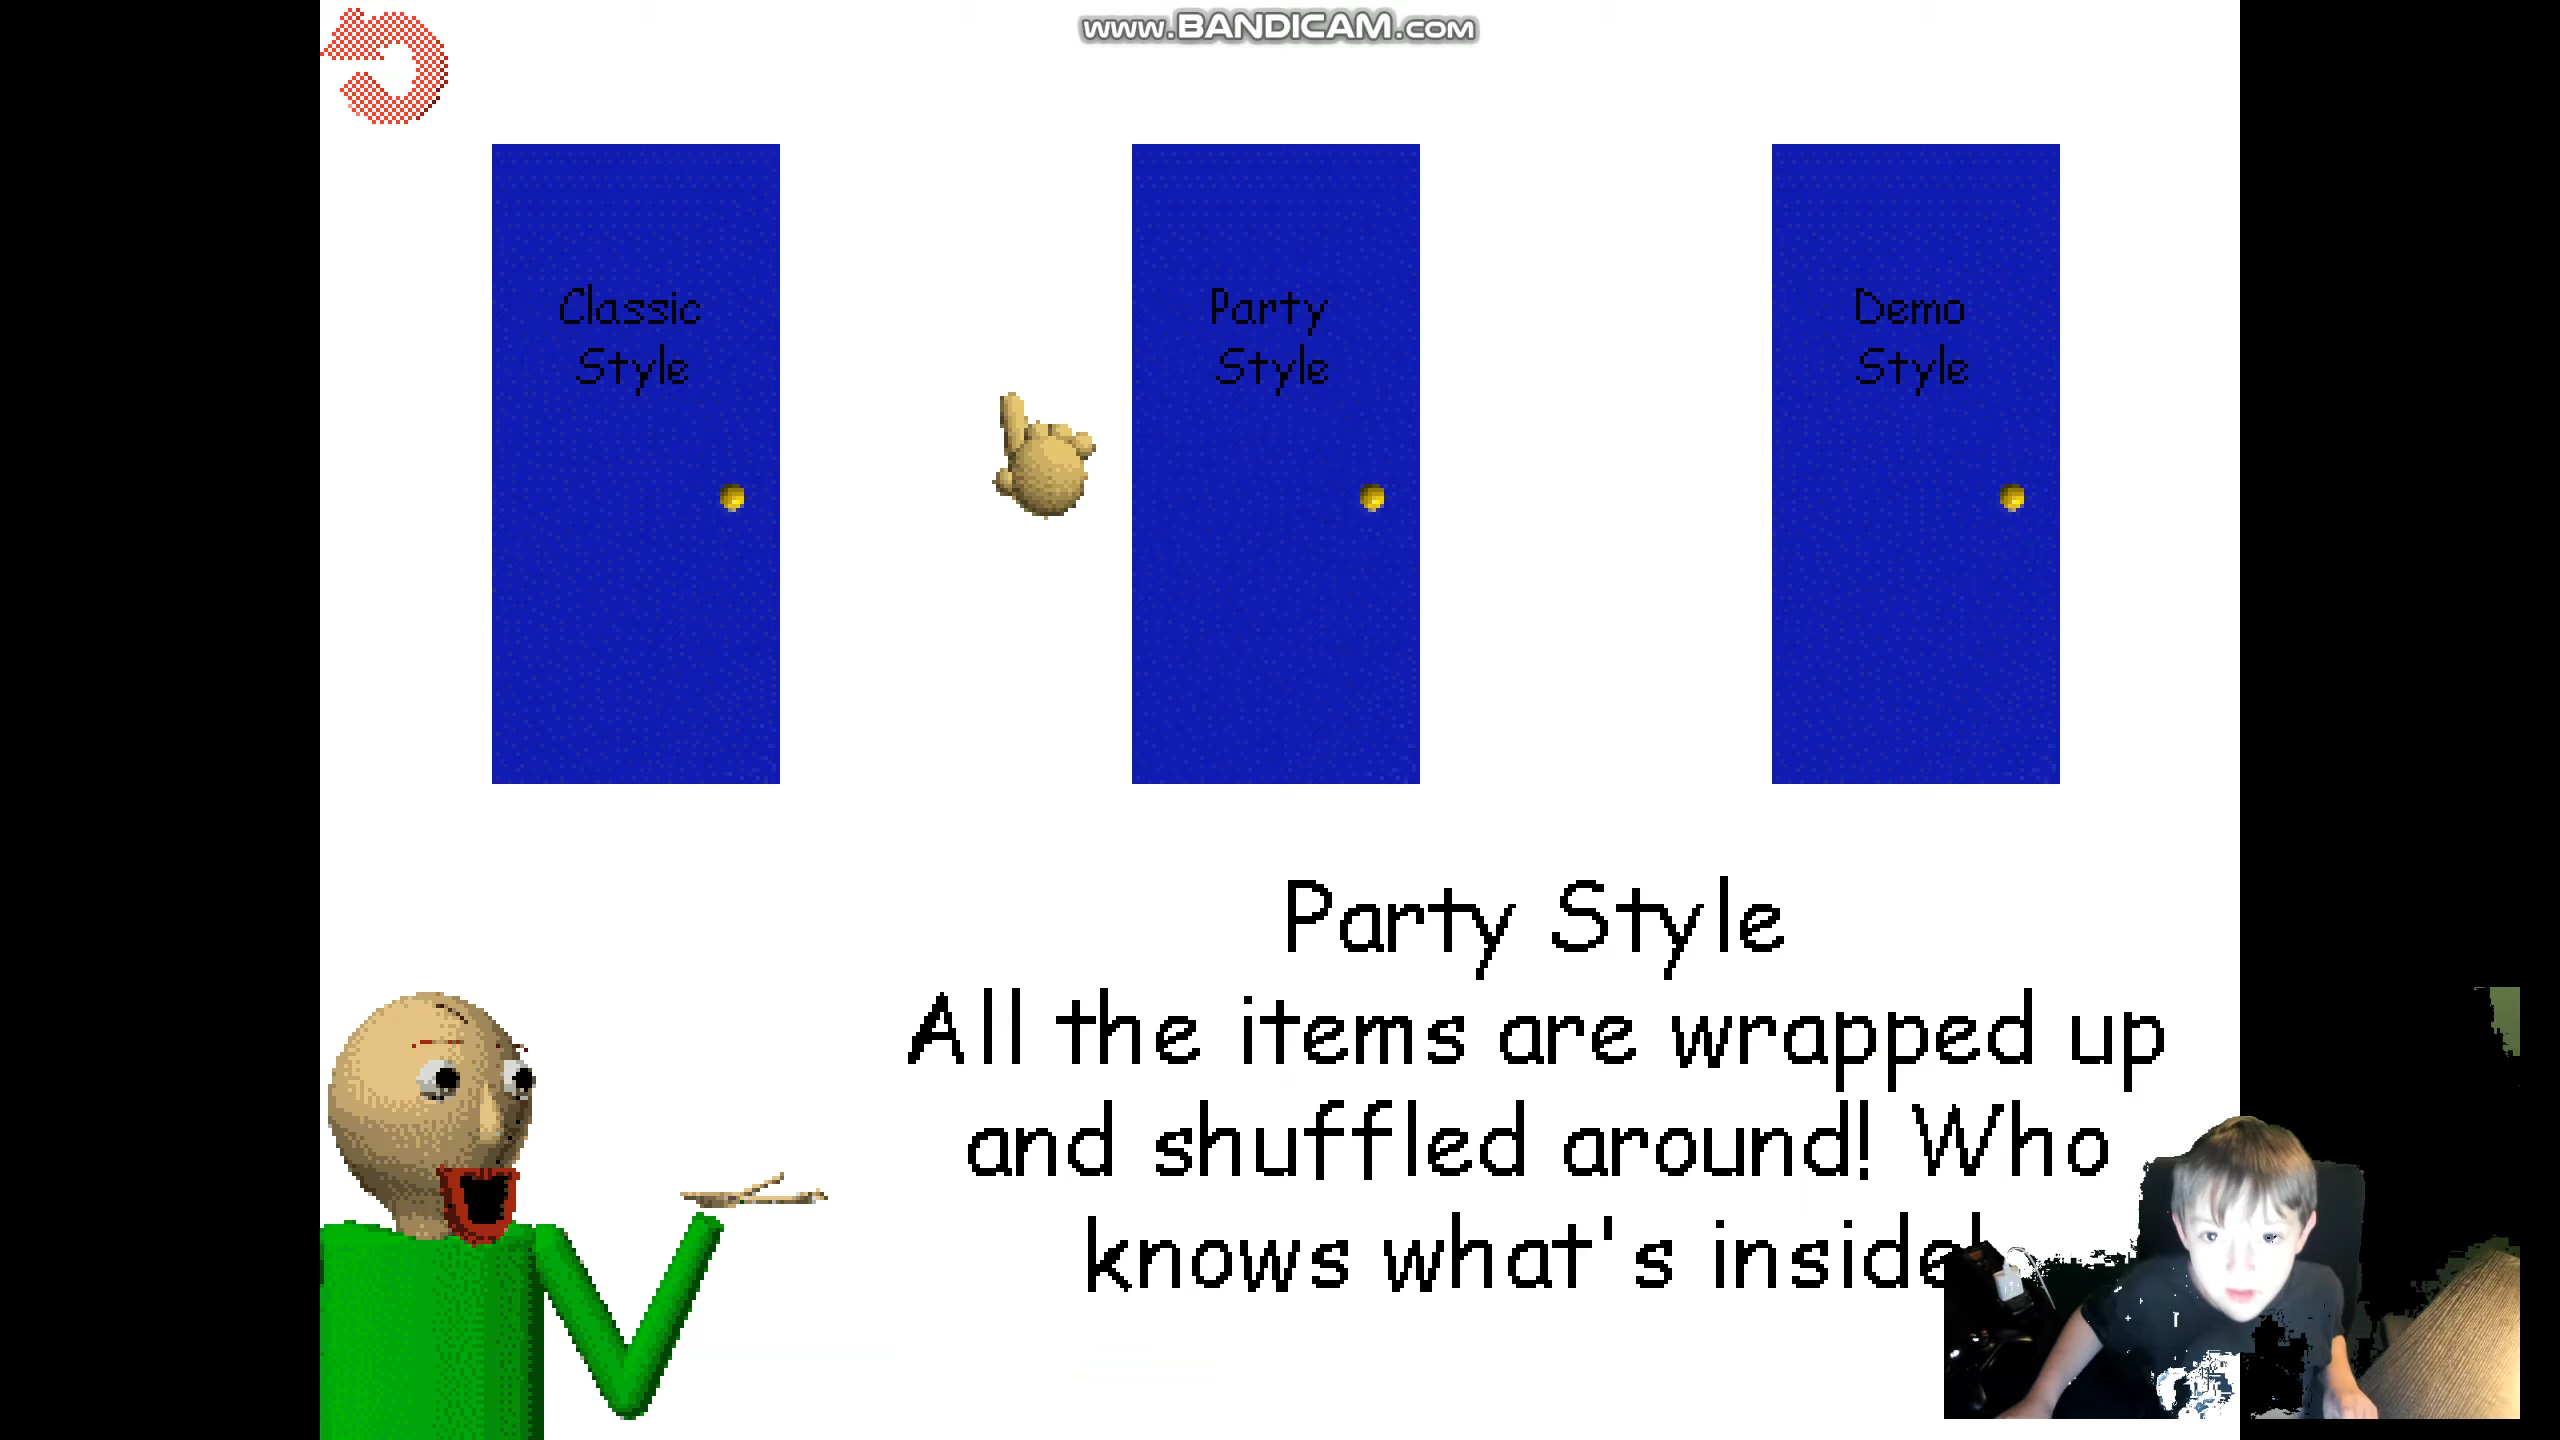 www.BANDICAM.com
Classic
Style
Party
Style
Demo
Style
Party Style
All the items are wrapped up
and shuffled around! Who
knows what's inside!